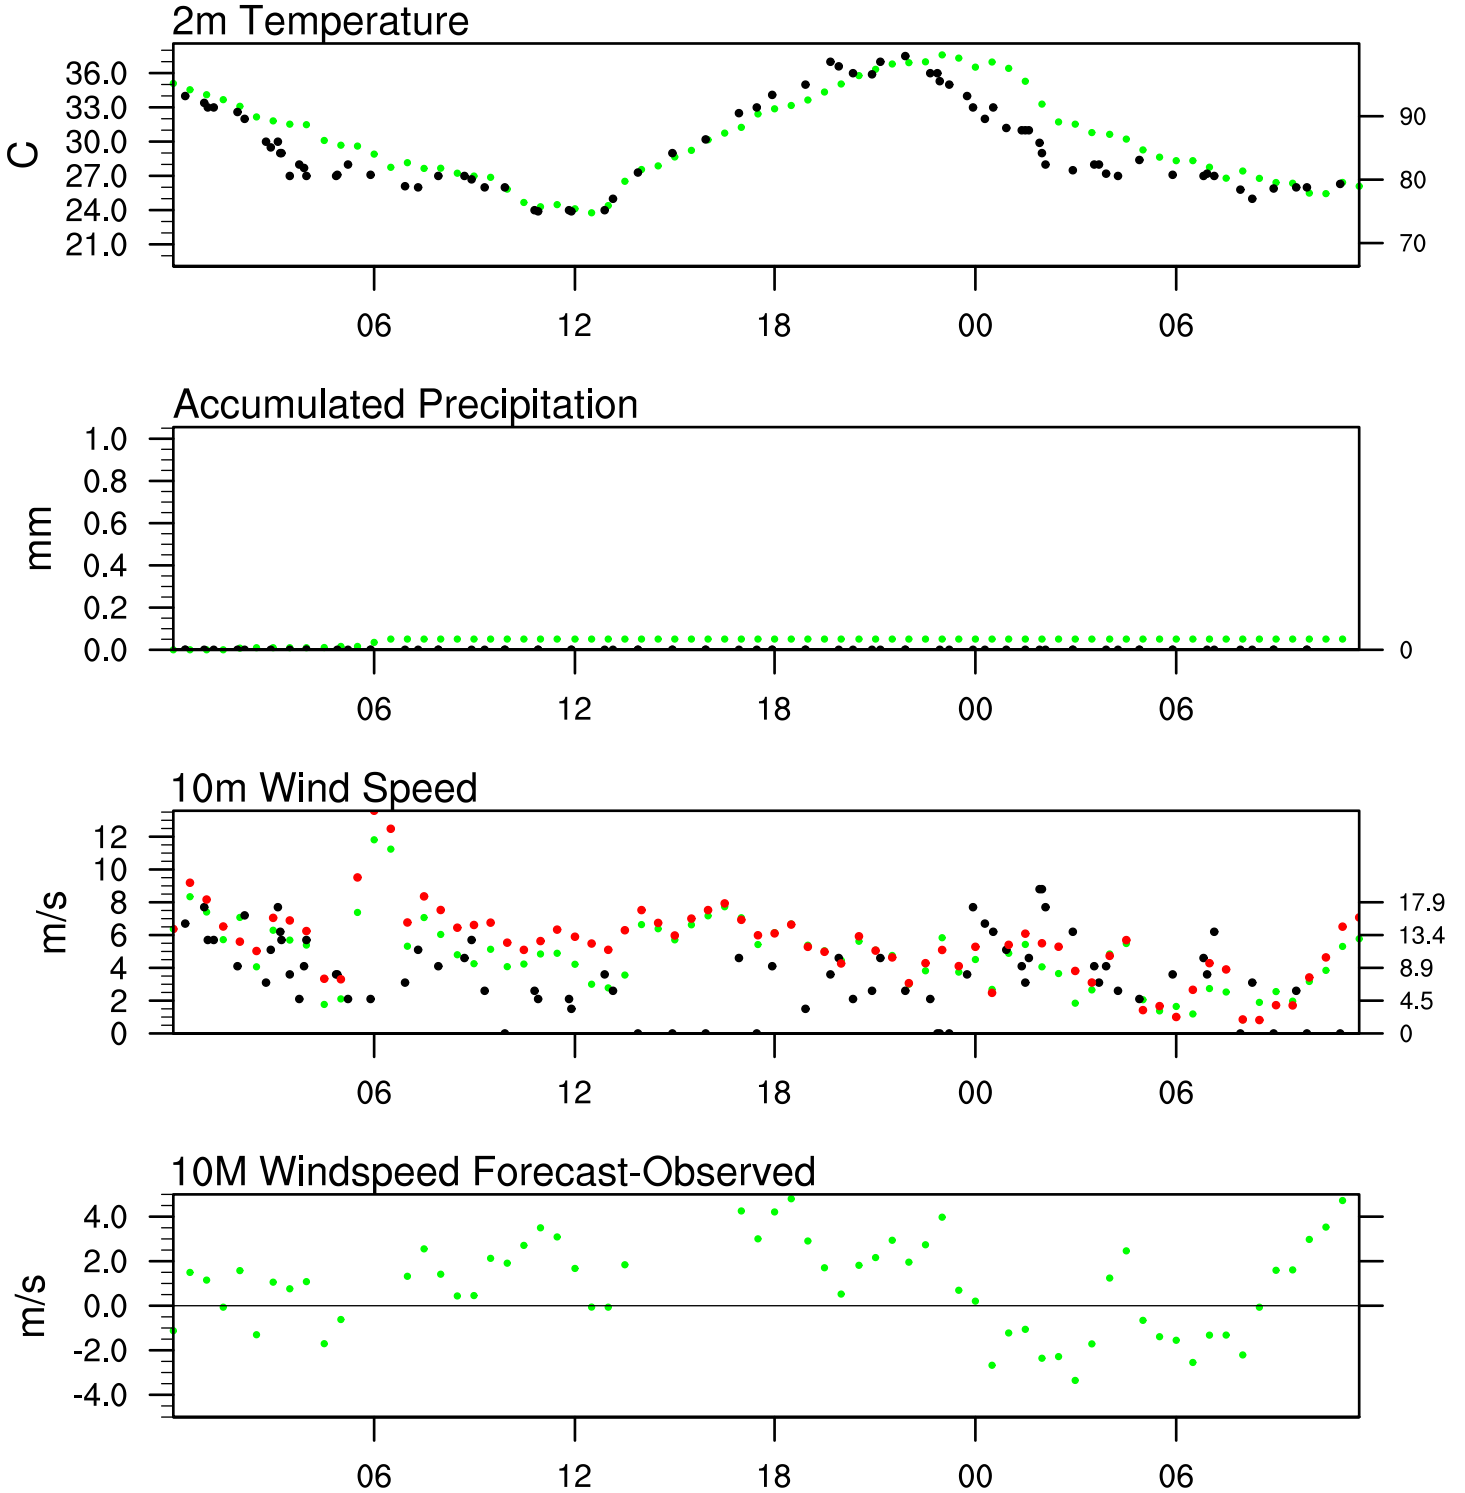 2m Temperature
C
36.0
33.0
30.0
27.0
24.0
21.0
90
80
70
06 12 18 00 06
Accumulated Precipitation
mm
1.0
0.8
0.6
0.4
0.2
0.0
0
06 12 18 00 06
10m Wind Speed
m/s
12
10
8
6
4
2
0
17.9
13.4
8.9
4.5
0
06 12 18 00 06
10M Windspeed Forecast-Observed
m/s
4.0
2.0
0.0
-2.0
-4.0
06 12 18 00 06